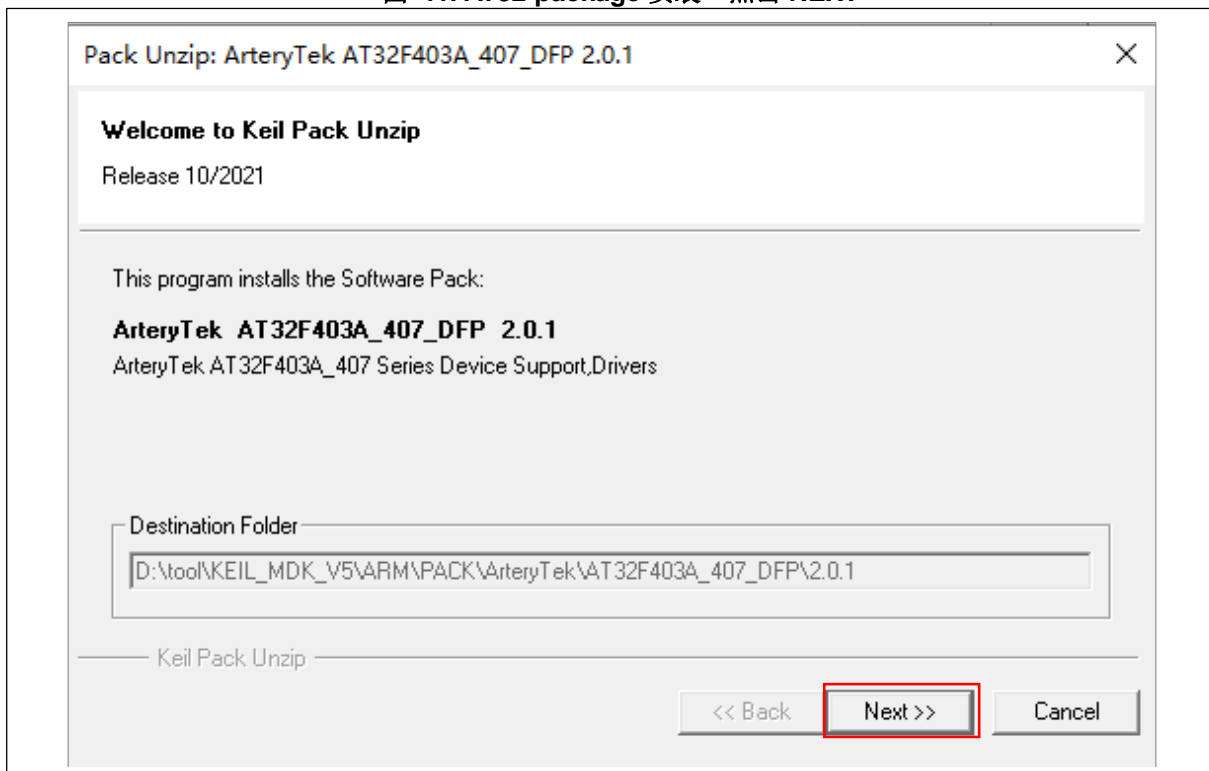 package
Pack Unzip: ArteryTek AT32F403A_407_DFP 2.0.1
Welcome to Keil Pack Unzip
Release 10/2021
This program installs the Software Pack:
ArteryTek AT32F403A_407_DFP 2.0.1
ArteryTek AT32F403A_407 Series Device Support,Drivers
Destination Folder
D:\tool\KEIL_MDK_V5\ARM\PACK\ArteryTek\AT32F403A_407_DFP\2.0.1
Keil Pack Unzip
<< Back Next >> Cancel